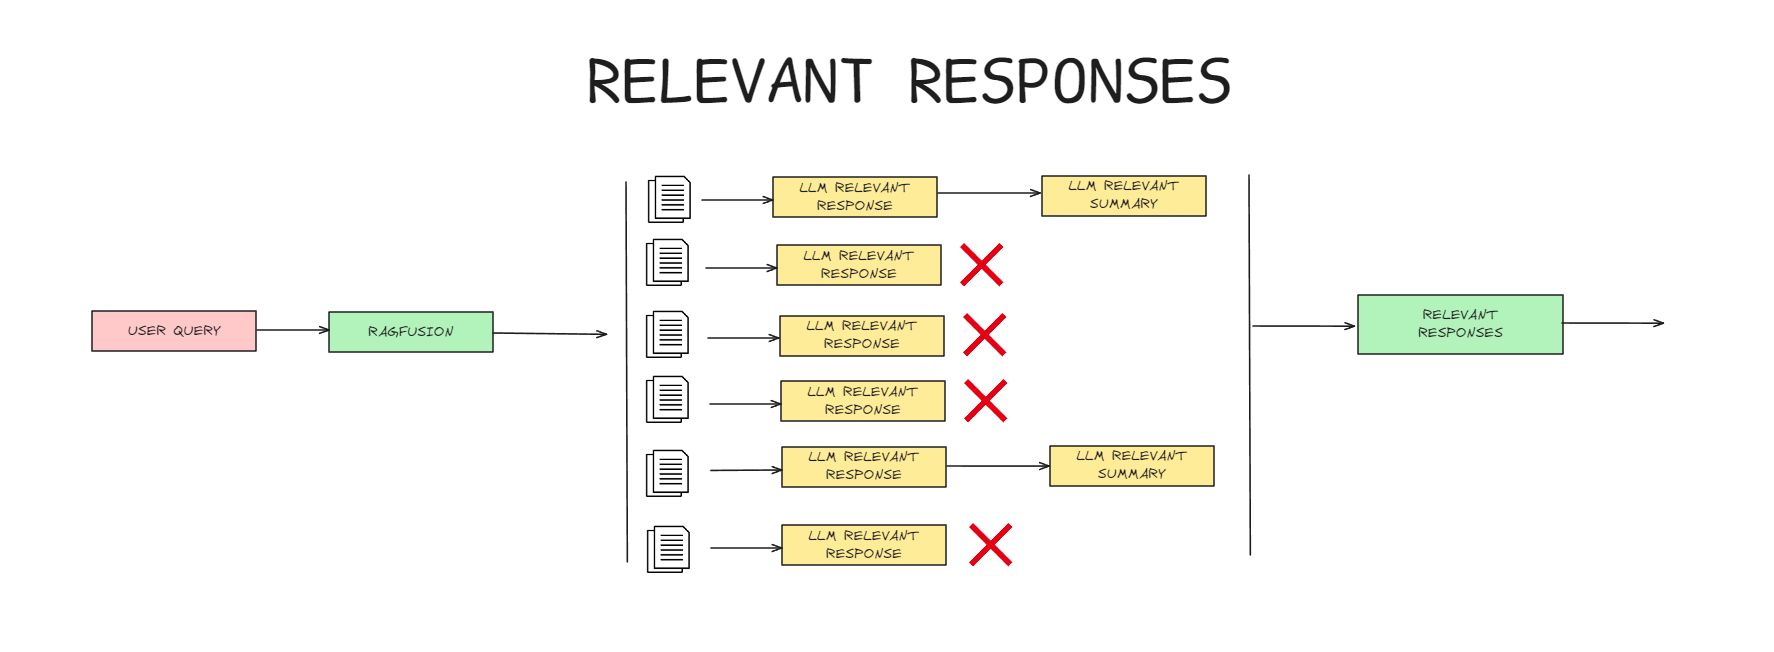 RELEVANT RESPONSES
LLM RELEVANT
RESPONSE
LLM RELEVANT
SUMMARY
LLM RELEVANT
RESPONSE
USER QUERY
RAGFUSION
LLM RELEVANT
RESPONSE
RELEVANT
RESPONSES
LLM RELEVANT
RESPONSE
LLM RELEVANT
RESPONSE
LLM RELEVANT
SUMMARY
LLM RELEVANT
RESPONSE